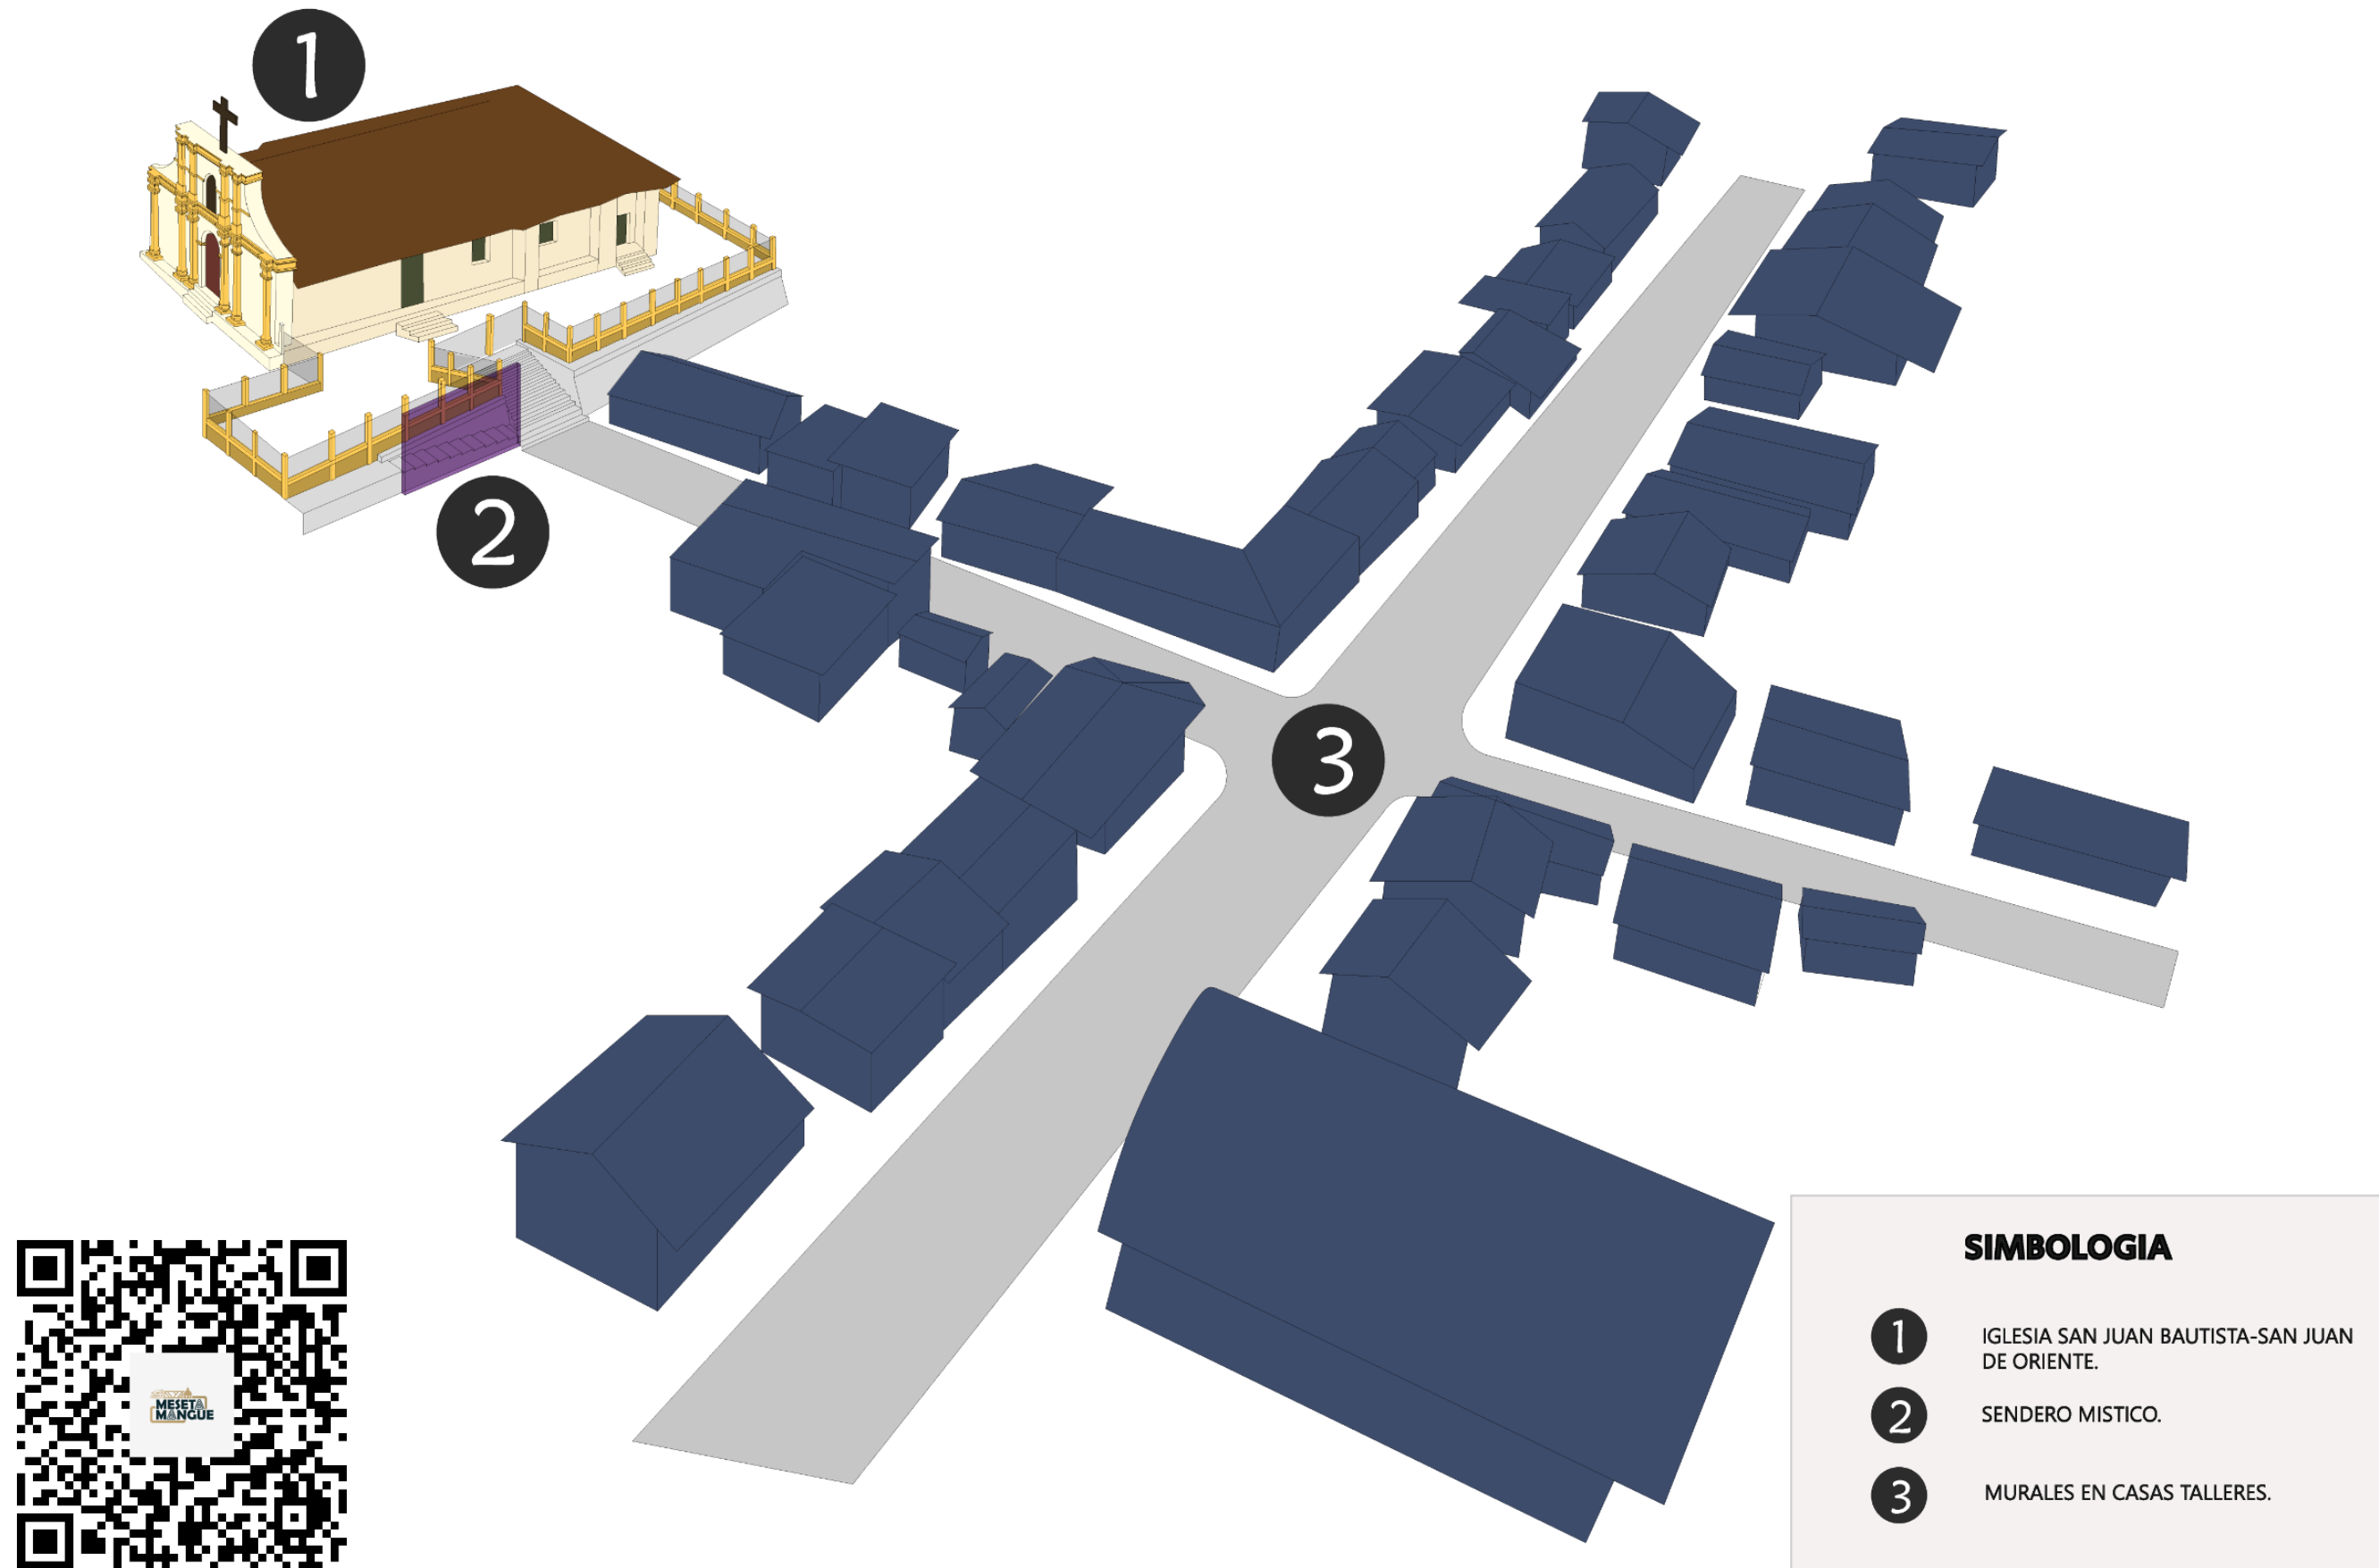 1
2
3
MESETA
MANGUE
SIMBOLOGIA
1 IGLESIA SAN JUAN BAUTISTA-SAN JUAN
DE ORIENTE.
2 SENDERO MISTICO.
3 MURALES EN CASAS TALLERES.